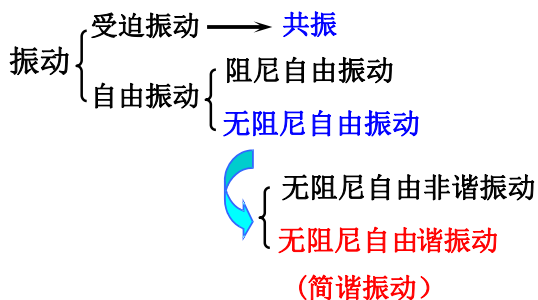 受迫振动 共振
振动
阻尼自由振动
自由振动
无阻尼自由振动
无阻尼自由非谐振动
无阻尼自由谐振动
(简谐振动）